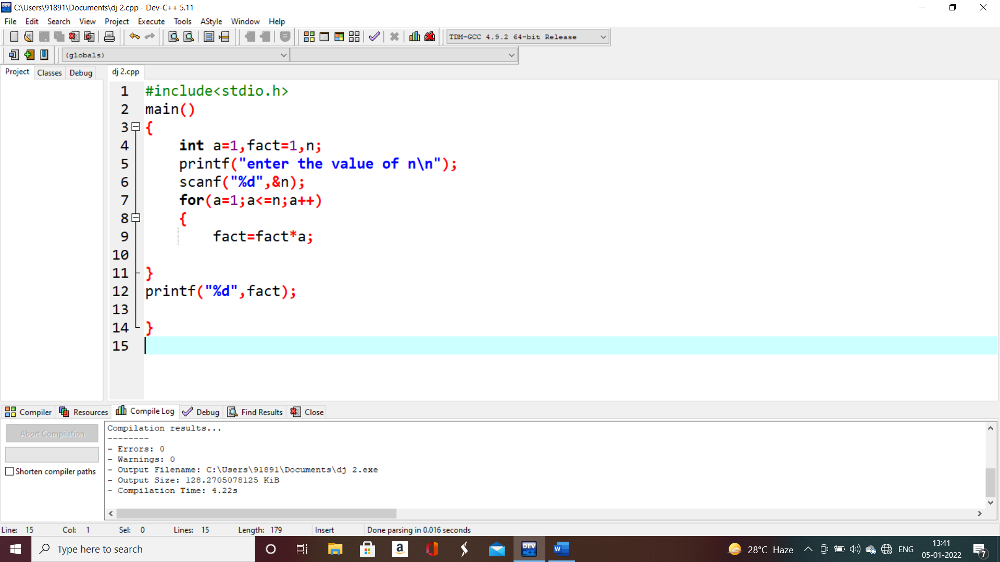 C:\Users\91891\Documents\dj 2.cpp - Dev-C++ 5.11
File Edit Search View Project Execute Tools AStyle Window Help
TDM-GCC 4.9.2 64-bit Release
(globals)
Project Classes Debug dj 2.cpp
1 #include<stdio.h>
2 main()
3 {
4 int a=1,fact=1,n;
5 printf("enter the value of n\n");
6 scanf("%d",&n);
7 for(a=1;a<=n;a++)
8 {
9 fact=fact*a;
10
11 }
12 printf("%d",fact);
13
14 }
15
Compiler Resources Compile Log Debug Find Results Close
Abort Compilation
Shorten compiler paths
Compilation results...
--------
- Errors: 0
- Warnings: 0
- Output Filename: C:\Users\91891\Documents\dj 2.exe
- Output Size: 128.2705078125 KiB
- Compilation Time: 4.22s
Line: 15 Col: 1 Sel: 0 Lines: 15 Length: 179 Insert Done parsing in 0.016 seconds
Type here to search
DEV C++
28°C Haze
ENG
13:41
05-01-2022
7